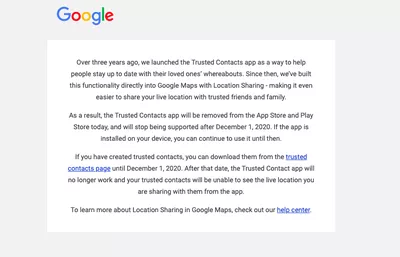 Google
Over three years ago, we launched the Trusted Contacts app as a way to help
people stay up to date with their loved ones' whereabouts. Since then, we've built
this functionality directly into Google Maps with Location Sharing - making it even
easier to share your live location with trusted friends and family.
As a result, the Trusted Contacts app will be removed from the App Store and Play
Store today, and will stop being supported after December 1, 2020. If the app is
installed on your device, you can continue to use it until then.
If you have created trusted contacts, you can download them from the trusted
contacts page until December 1, 2020. After that date, the Trusted Contact app will
no longer work and your trusted contacts will be unable to see the live location you
are sharing with them from the app.
To learn more about Location Sharing in Google Maps, check out our help center.